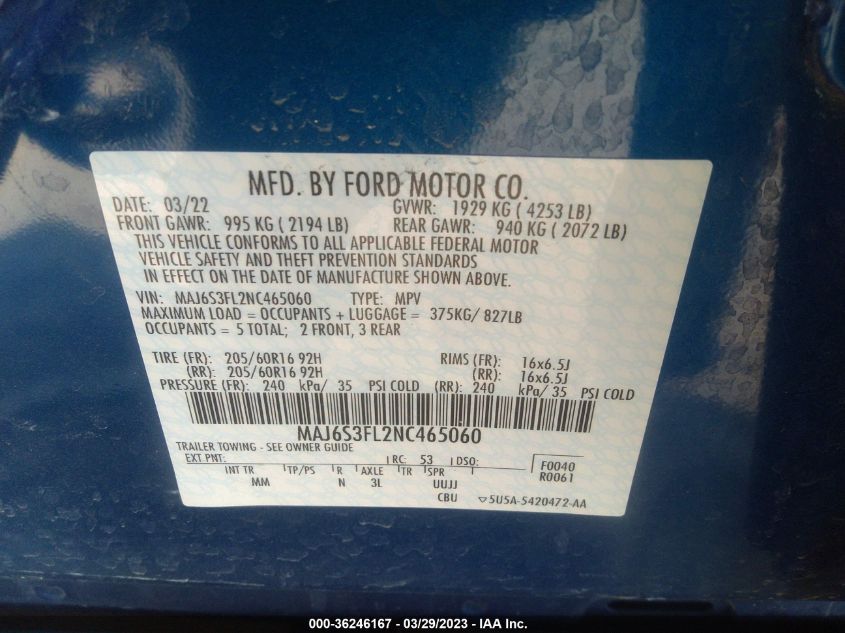 MFD. BY FORD MOTOR CO.
DATE: 03/22 GVWR: 1929 KG ( 4253 LB)
FRONT GAWR: 995 KG ( 2194 LB) REAR GAWR: 940 KG ( 2072 LB)
THIS VEHICLE CONFORMS TO ALL APPLICABLE FEDERAL MOTOR
VEHICLE SAFETY AND THEFT PREVENTION STANDARDS
IN EFFECT ON THE DATE OF MANUFACTURE SHOWN ABOVE.
VIN: MAJ6S3FL2NC465060 TYPE: MPV
MAXIMUM LOAD = OCCUPANTS + LUGGAGE = 375KG/ 827LB
OCCUPANTS = 5 TOTAL; 2 FRONT, 3 REAR
TIRE (FR): 205/60R16 92H RIMS (FR): 16x6.5J
(RR): 205/60R16 92H (RR): 16x6.5J
PRESSURE (FR): 240 kPa/ 35 PSI COLD (RR): 240 kPa/ 35 PSI COLD
MAJ6S3FL2NC465060
TRAILER TOWING - SEE OWNER GUIDE
EXT PNT: RC: 53 DSO: F0040
INT TR TP/PS R AXLE TR SPR R0061
MM N 3L UUJJ
CBU ▽5U5A-5420472-AA
000-36246167 — 03/29/2023 — IAA Inc.